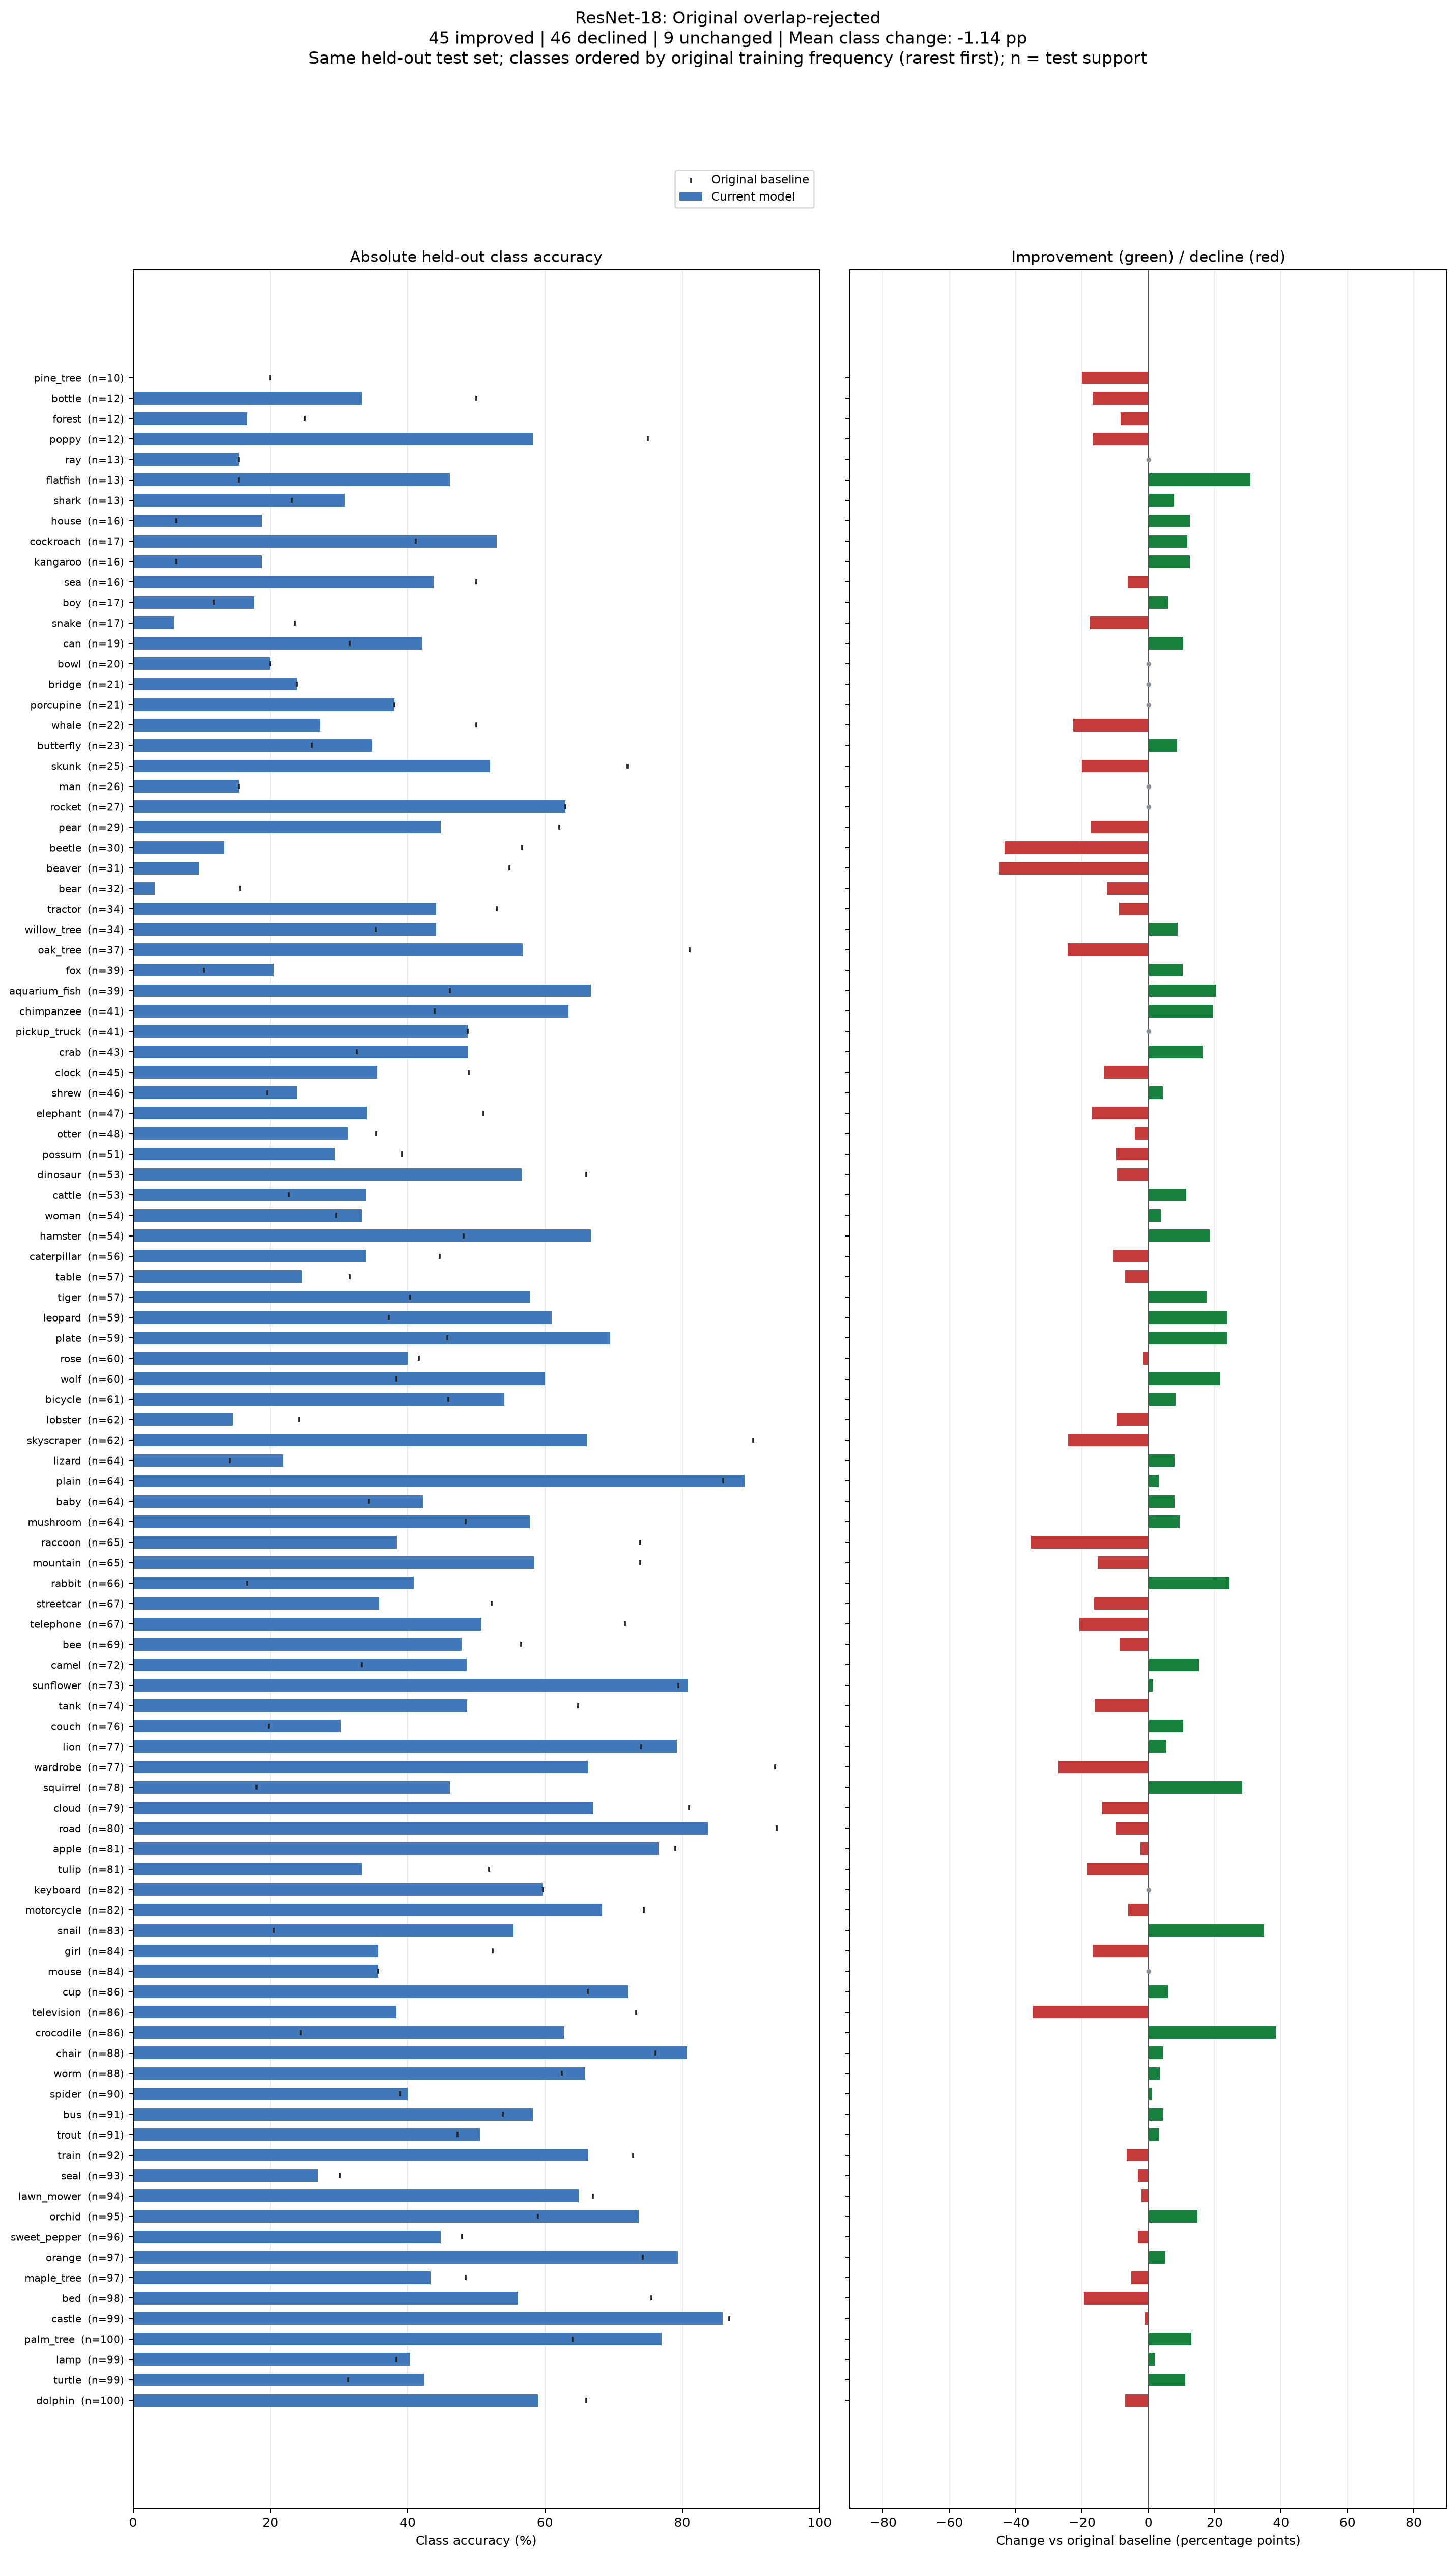 ResNet-18: Original overlap-rejected
45 improved | 46 declined | 9 unchanged | Mean class change: -1.14 pp
Same held-out test set; classes ordered by original training frequency (rarest first); n = test support
Original baseline
Current model
Absolute held-out class accuracy
Improvement (green) / decline (red)
pine_tree (n=10)
bottle (n=12)
forest (n=12)
poppy (n=12)
ray (n=13)
flatfish (n=13)
shark (n=13)
house (n=16)
cockroach (n=17)
kangaroo (n=16)
sea (n=16)
boy (n=17)
snake (n=17)
can (n=19)
bowl (n=20)
bridge (n=21)
porcupine (n=21)
whale (n=22)
butterfly (n=23)
skunk (n=25)
man (n=26)
rocket (n=27)
pear (n=29)
beetle (n=30)
beaver (n=31)
bear (n=32)
tractor (n=34)
willow_tree (n=34)
oak_tree (n=37)
fox (n=39)
aquarium_fish (n=39)
chimpanzee (n=41)
pickup_truck (n=41)
crab (n=43)
clock (n=45)
shrew (n=46)
elephant (n=47)
otter (n=48)
possum (n=51)
dinosaur (n=53)
cattle (n=53)
woman (n=54)
hamster (n=54)
caterpillar (n=56)
table (n=57)
tiger (n=57)
leopard (n=59)
plate (n=59)
rose (n=60)
wolf (n=60)
bicycle (n=61)
lobster (n=62)
skyscraper (n=62)
lizard (n=64)
plain (n=64)
baby (n=64)
mushroom (n=64)
raccoon (n=65)
mountain (n=65)
rabbit (n=66)
streetcar (n=67)
telephone (n=67)
bee (n=69)
camel (n=72)
sunflower (n=73)
tank (n=74)
couch (n=76)
lion (n=77)
wardrobe (n=77)
squirrel (n=78)
cloud (n=79)
road (n=80)
apple (n=81)
tulip (n=81)
keyboard (n=82)
motorcycle (n=82)
snail (n=83)
girl (n=84)
mouse (n=84)
cup (n=86)
television (n=86)
crocodile (n=86)
chair (n=88)
worm (n=88)
spider (n=90)
bus (n=91)
trout (n=91)
train (n=92)
seal (n=93)
lawn_mower (n=94)
orchid (n=95)
sweet_pepper (n=96)
orange (n=97)
maple_tree (n=97)
bed (n=98)
castle (n=99)
palm_tree (n=100)
lamp (n=99)
turtle (n=99)
dolphin (n=100)
0 20 40 60 80 100
Class accuracy (%)
−80 −60 −40 −20 0 20 40 60 80
Change vs original baseline (percentage points)